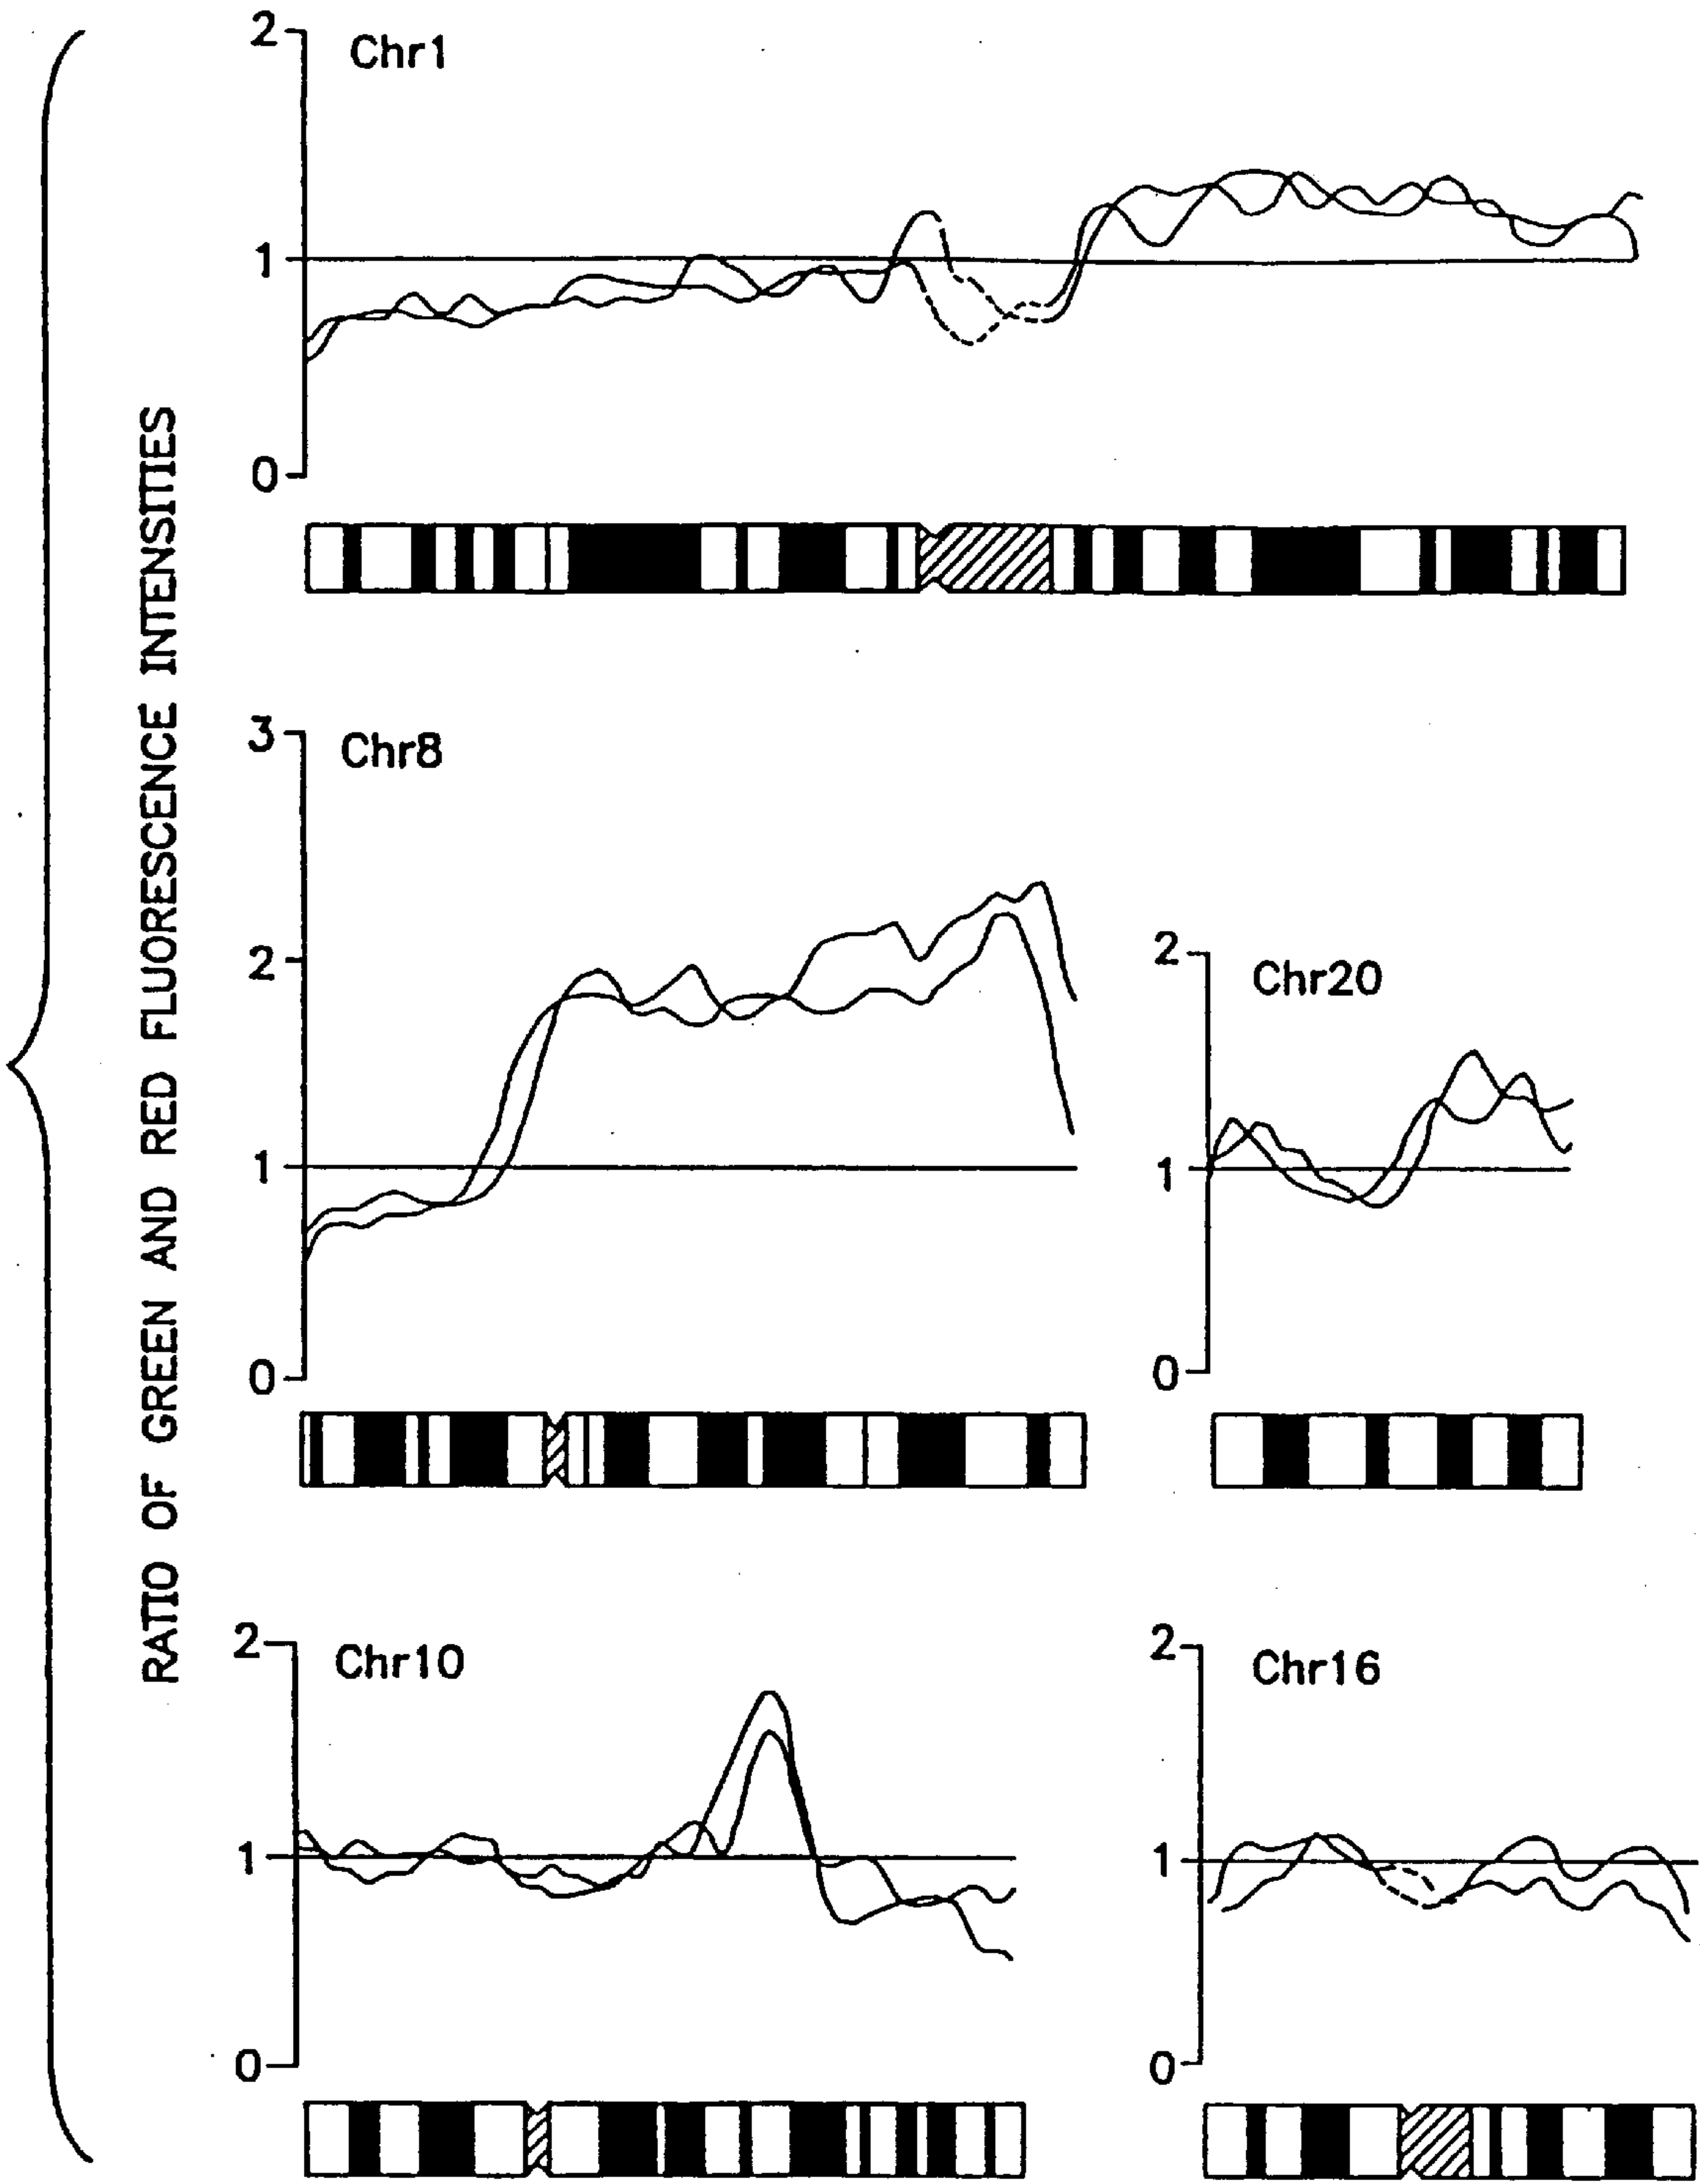 RATIO OF GREEN AND RED FLUORESCENCE INTENSITIES
2
Chr1
1
0
3
Chr8
2
1
0
2
Chr20
1
0
2
Chr10
1
0
2
Chr16
1
0